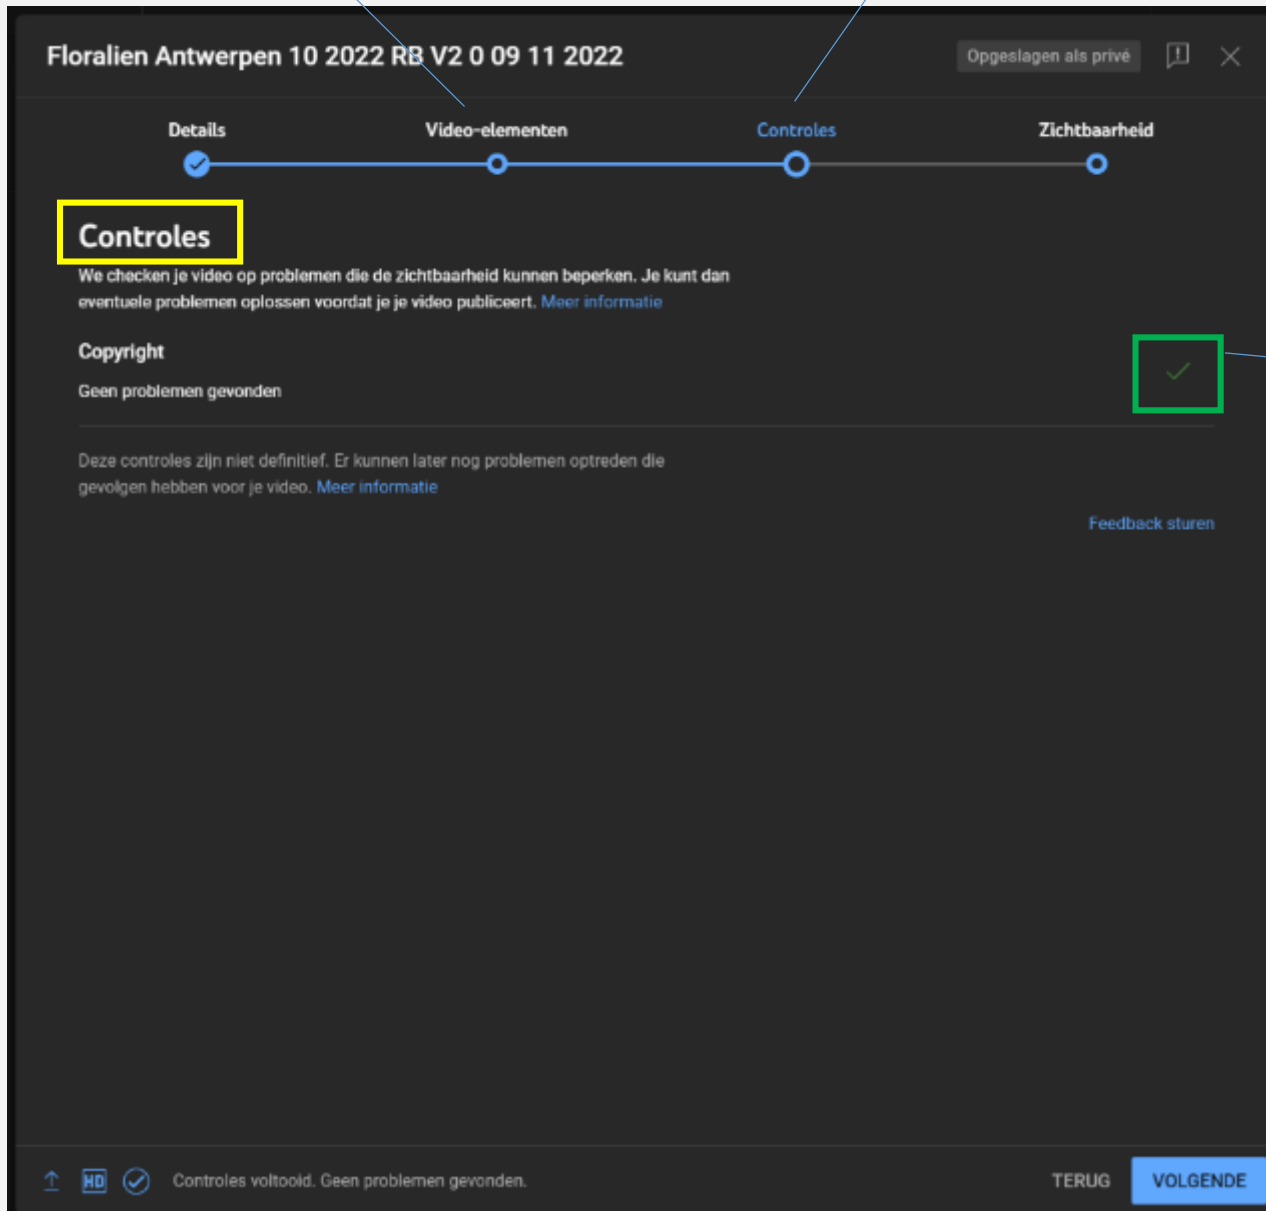 Floralien Antwerpen 10 2022 RB V2 0 09 11 2022
Opgeslagen als privé
Details
Video-elementen
Controles
Zichtbaarheid
Controles
We checken je video op problemen die de zichtbaarheid kunnen beperken. Je kunt dan
eventuele problemen oplossen voordat je je video publiceert. Meer informatie
Copyright
Geen problemen gevonden
Deze controles zijn niet definitief. Er kunnen later nog problemen optreden die
gevolgen hebben voor je video. Meer informatie
Feedback sturen
HD
Controles voltooid. Geen problemen gevonden.
TERUG
VOLGENDE